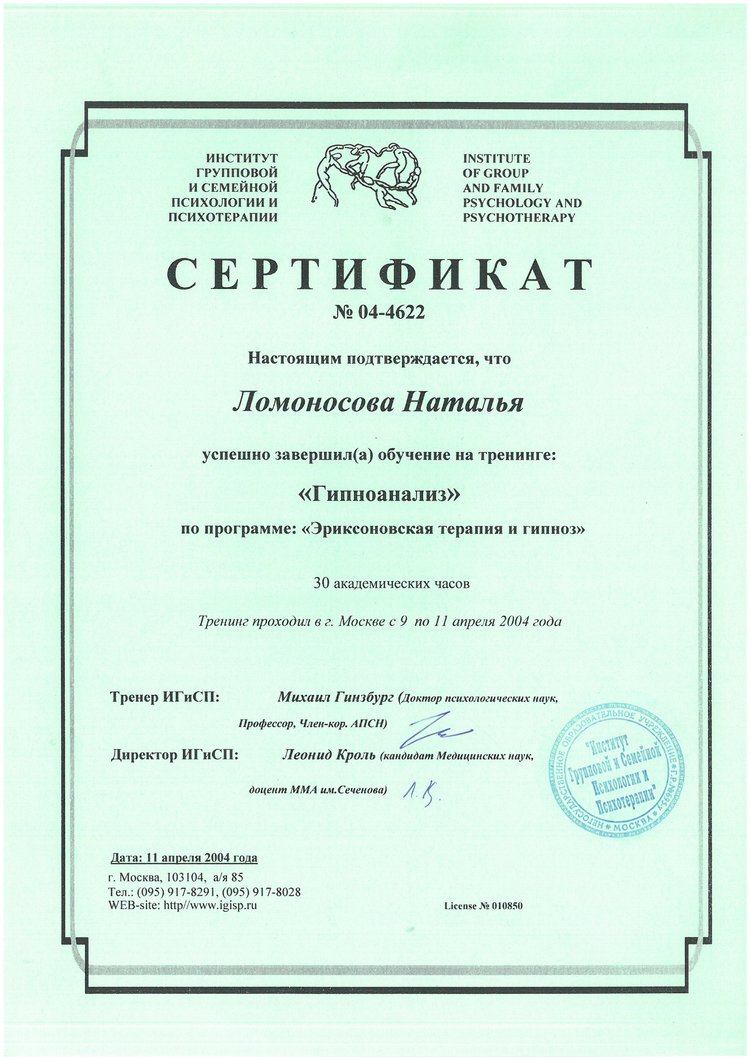 ИНСТИТУТ
ГРУППОВОЙ
И СЕМЕЙНОЙ
ПСИХОЛОГИИ И
ПСИХОТЕРАПИИ
INSTITUTE
OF GROUP
AND FAMILY
PSYCHOLOGY AND
PSYCHOTHERAPY
СЕРТИФИКАТ
№ 04-4622
Настоящим подтверждается, что
Ломоносова Наталья
успешно завершил(а) обучение на тренинге:
«Гипноанализ»
по программе: «Эриксоновская терапия и гипноз»
30 академических часов
Тренинг проходил в г. Москве с 9 по 11 апреля 2004 года
Тренер ИГиСП: Михаил Гинзбург (Доктор психологических наук,
Профессор, Член-кор. АПСН)
Директор ИГиСП: Леонид Кроль (кандидат Медицинских наук,
доцент ММА им.Сеченова) Л.К.
"Институт
Групповой и Семейной
Психологии и
Психотерапии"
НЕГОСУДАРСТВЕННОЕ ОБРАЗОВАТЕЛЬНОЕ УЧРЕЖДЕНИЕ
МОСКВА
Дата: 11 апреля 2004 года
г. Москва, 103104, а/я 85
Тел.: (095) 917-8291, (095) 917-8028
WEB-site: http//www.igisp.ru
License № 010850